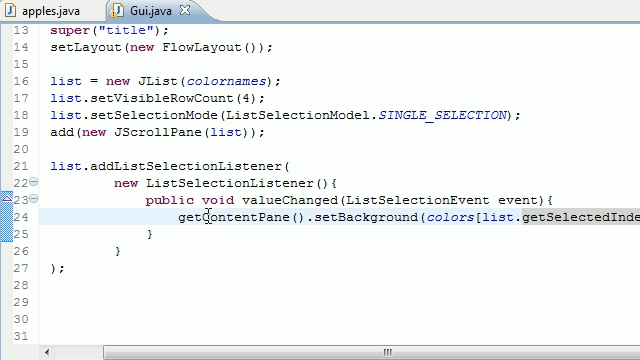 apples.java Gui.java
13 super("title");
14 setLayout(new FlowLayout());
15
16 list = new JList(colornames);
17 list.setVisibleRowCount(4);
18 list.setSelectionMode(ListSelectionModel.SINGLE_SELECTION);
19 add(new JScrollPane(list));
20
21 list.addListSelectionListener(
22 new ListSelectionListener(){
23 public void valueChanged(ListSelectionEvent event){
24 getContentPane().setBackground(colors[list.getSelectedInde
25 }
26 }
27 );
28
29
30
31